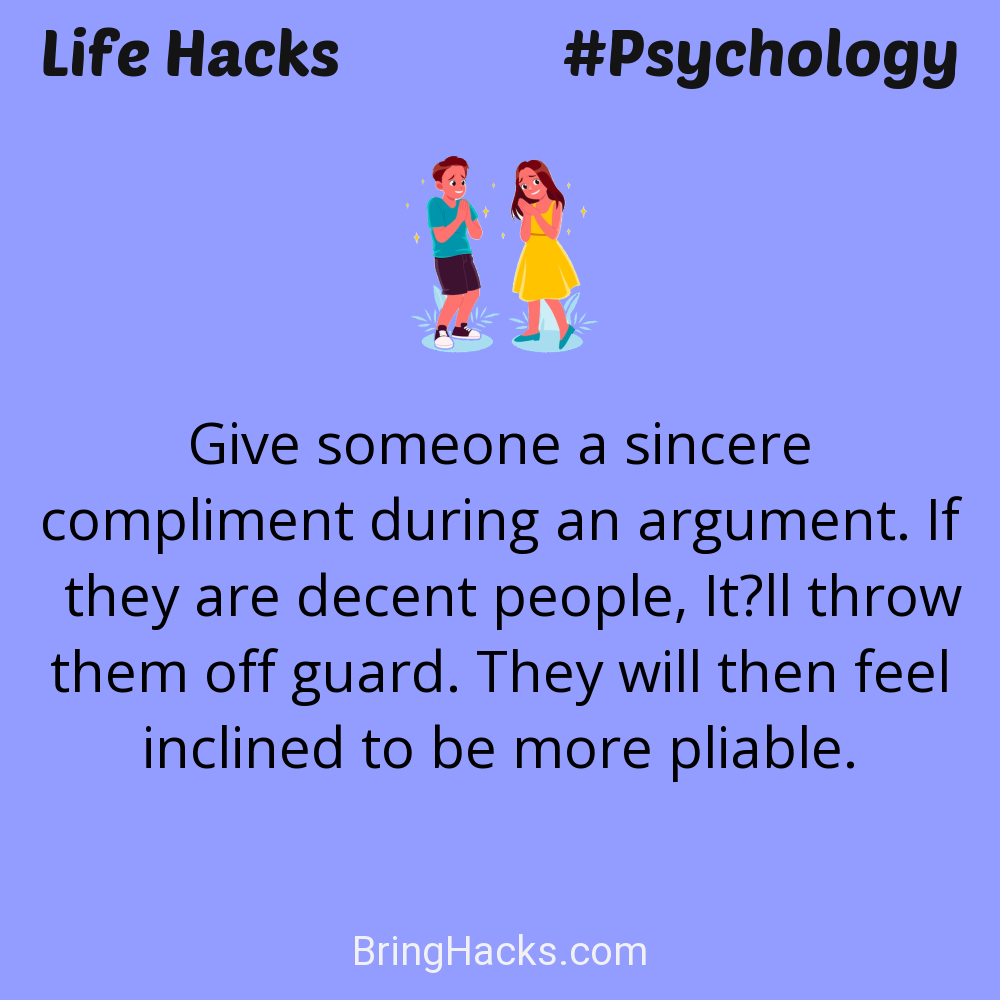 Life Hacks #Psychology
Give someone a sincere
compliment during an argument. If
they are decent people, It?ll throw
them off guard. They will then feel
inclined to be more pliable.
BringHacks.com